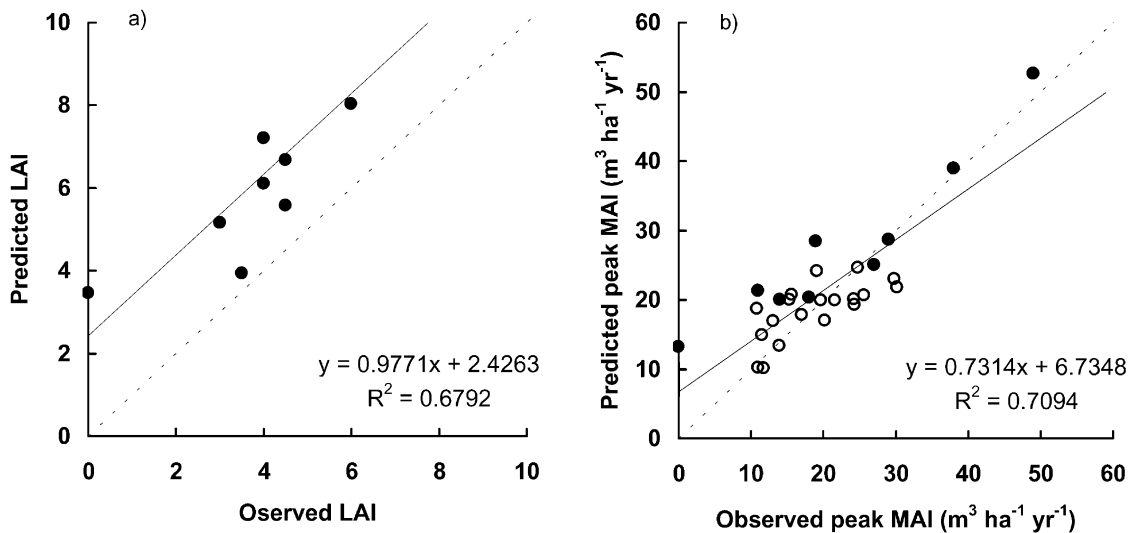 a)
10
8
6
4
2
0
Predicted LAI
y = 0.9771x + 2.4263
R² = 0.6792
0 2 4 6 8 10
Oserved LAI
b)
60
50
40
30
20
10
0
Predicted peak MAI (m³ ha⁻¹ yr⁻¹)
y = 0.7314x + 6.7348
R² = 0.7094
0 10 20 30 40 50 60
Observed peak MAI (m³ ha⁻¹ yr⁻¹)